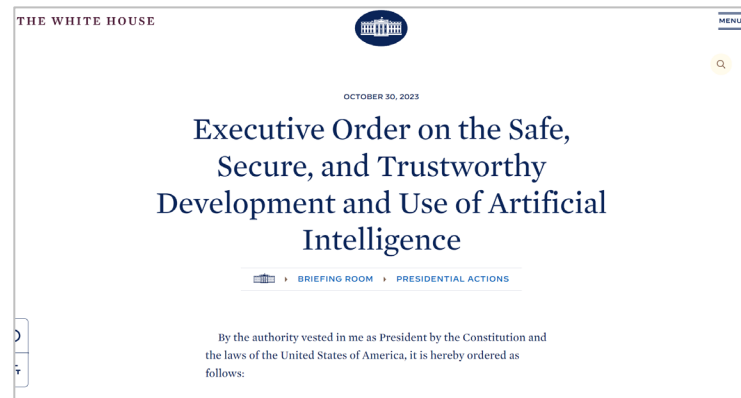 THE WHITE HOUSE
MENU
OCTOBER 30, 2023
Executive Order on the Safe,
Secure, and Trustworthy
Development and Use of Artificial
Intelligence
BRIEFING ROOM PRESIDENTIAL ACTIONS
By the authority vested in me as President by the Constitution and
the laws of the United States of America, it is hereby ordered as
follows: